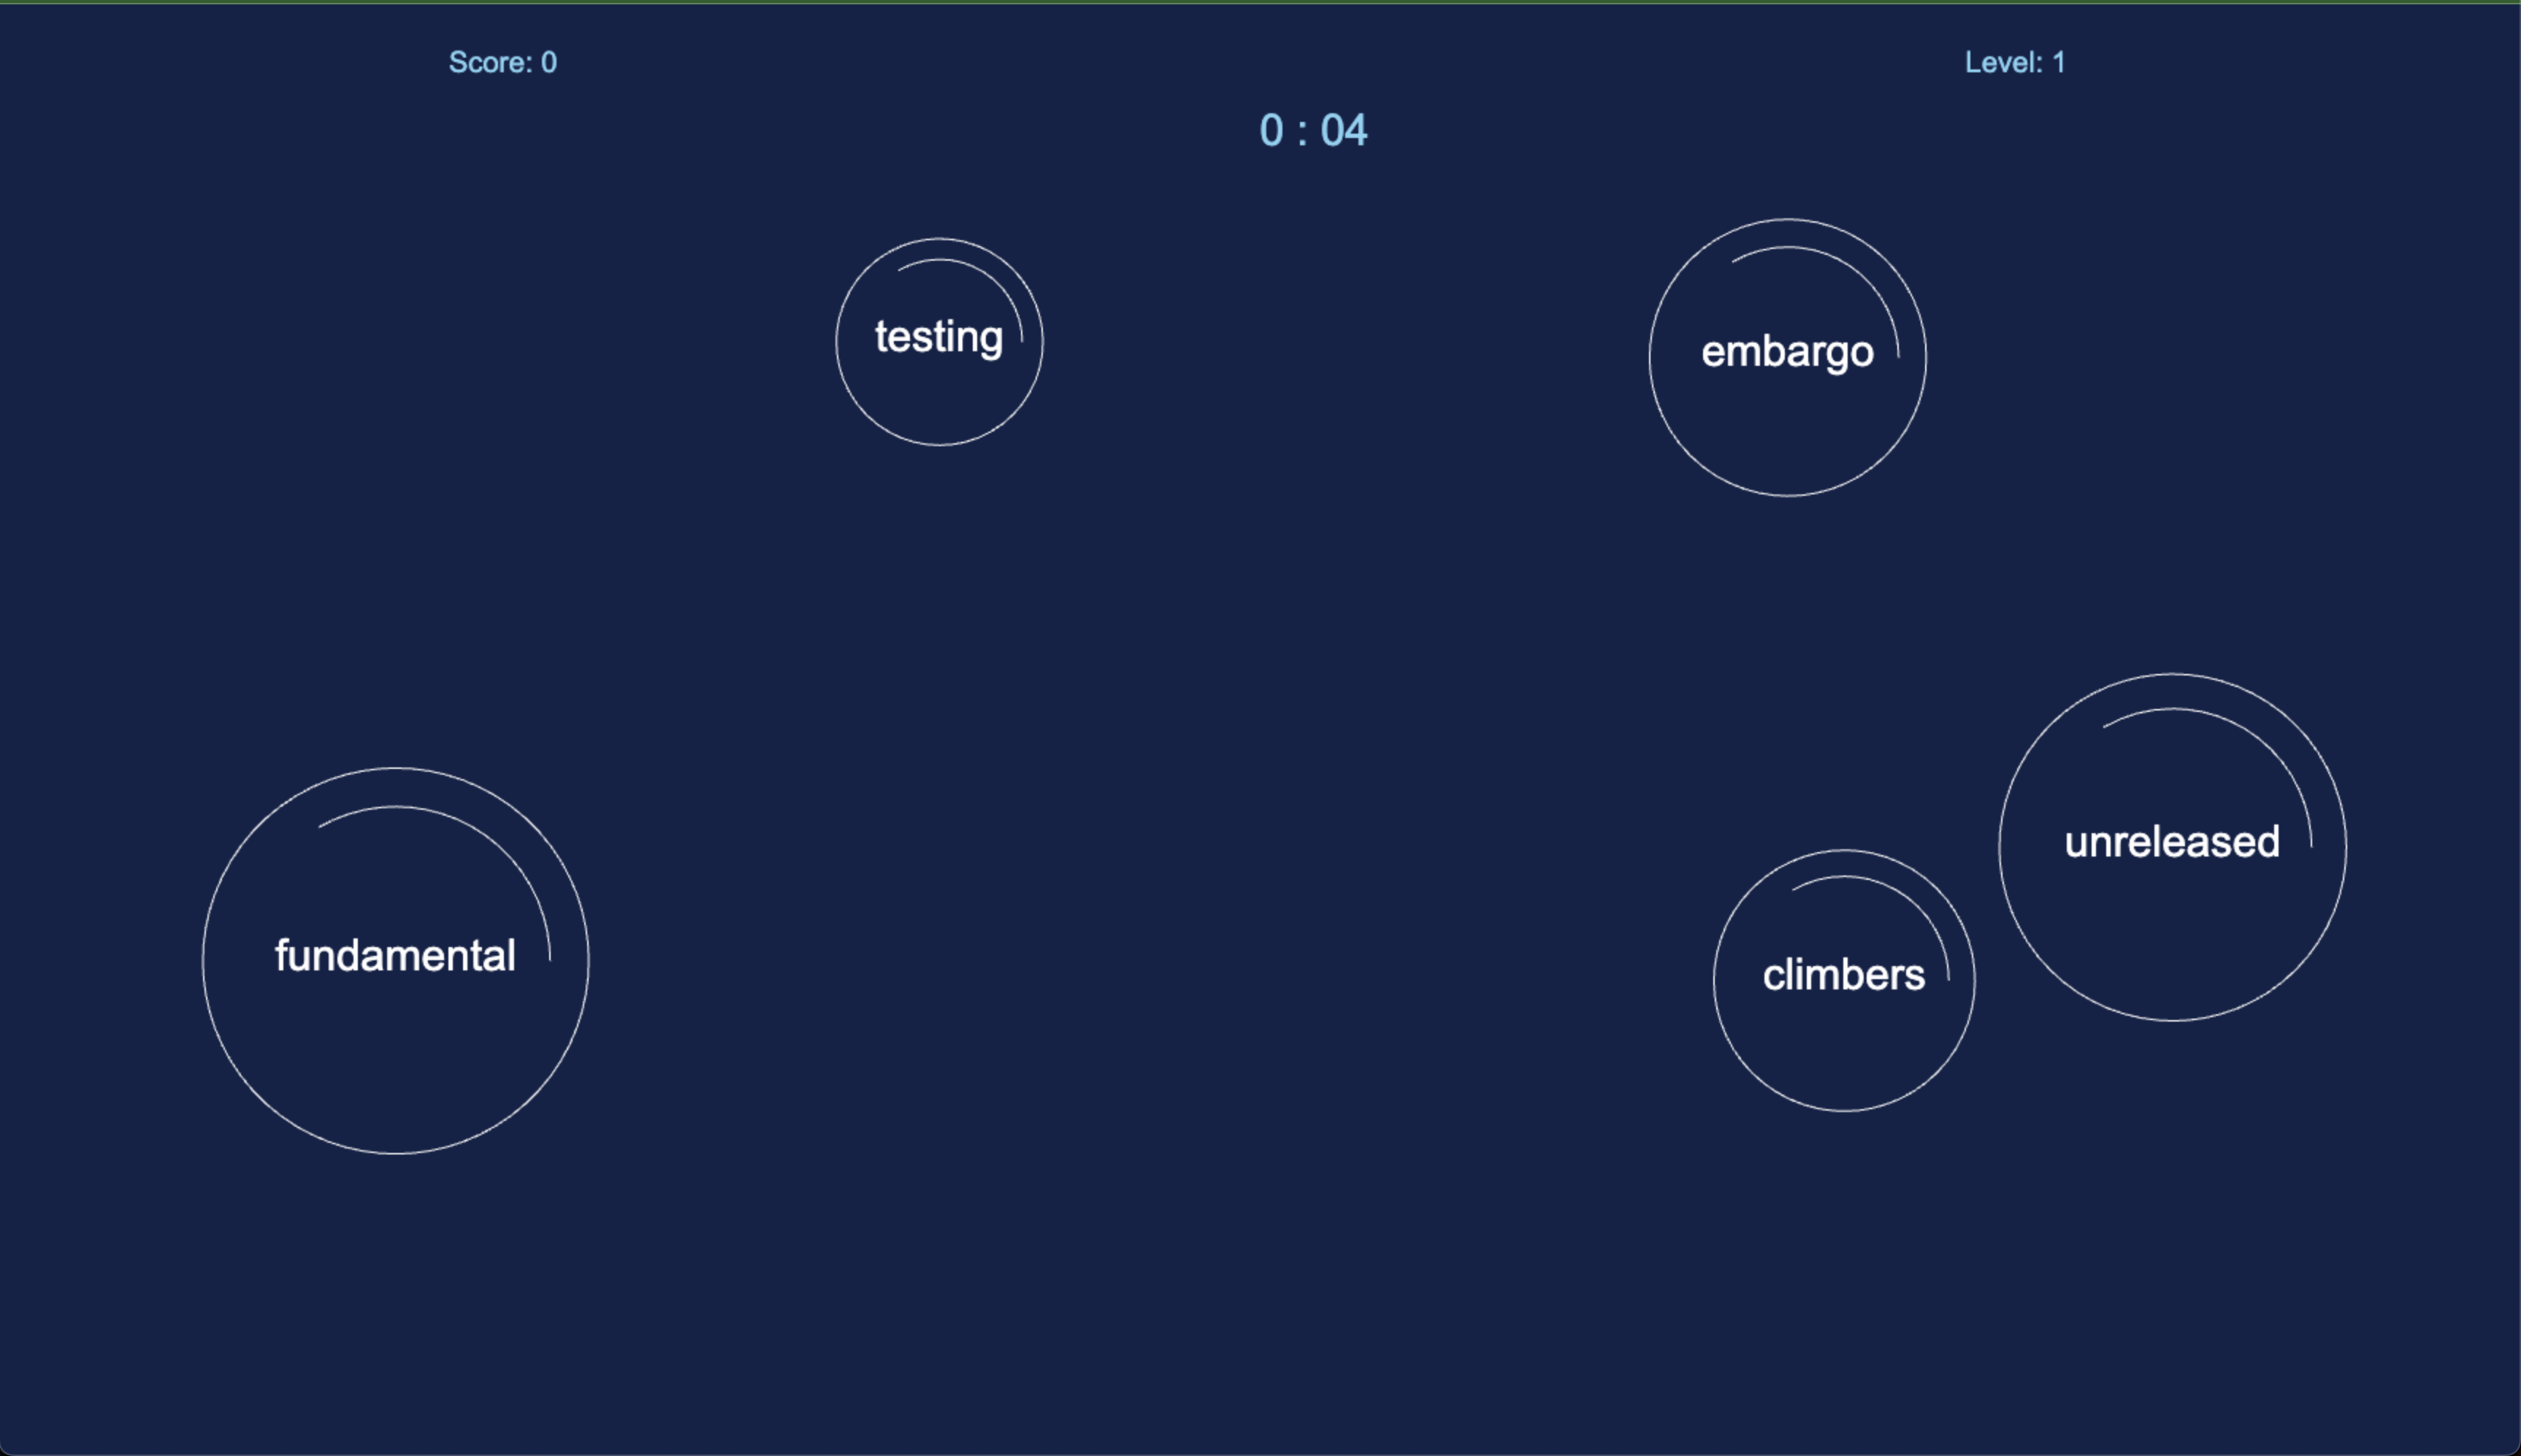 Score: 0
Level: 1
0 : 04
testing
embargo
unreleased
fundamental
climbers